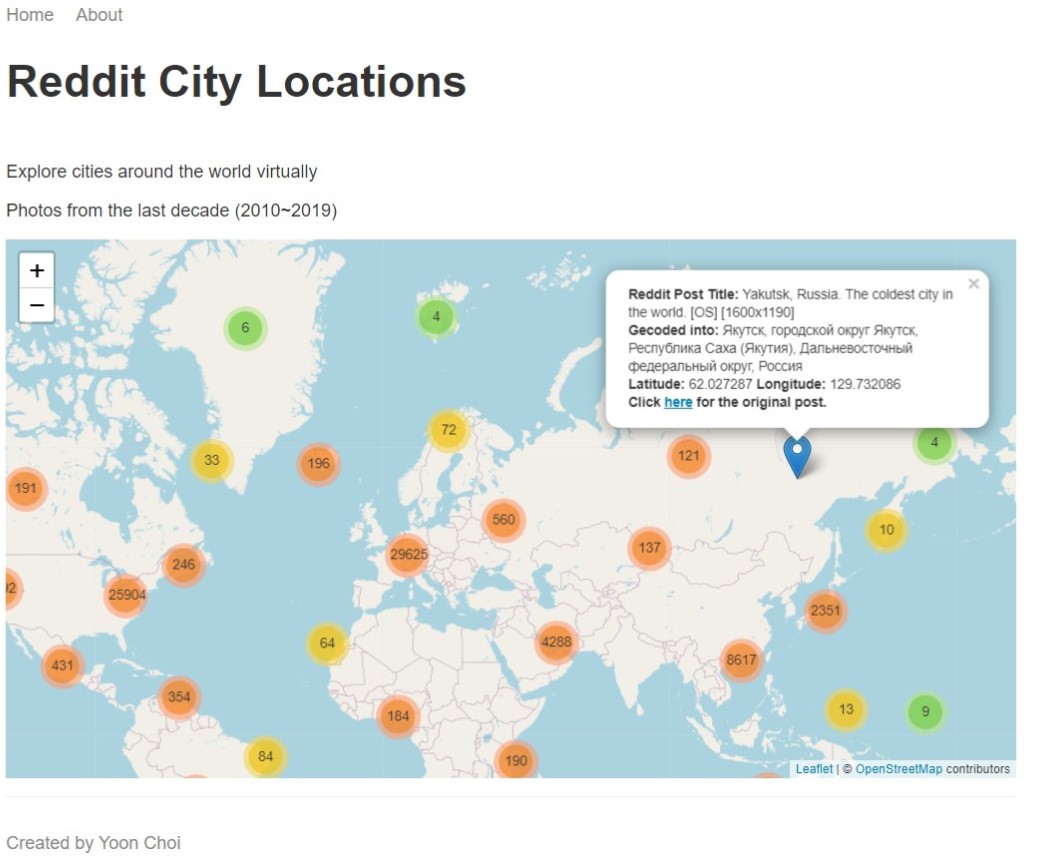 Home About
Reddit City Locations
Explore cities around the world virtually
Photos from the last decade (2010~2019)
+
−
×
Reddit Post Title: Yakutsk, Russia. The coldest city in
the world. [OS] [1600x1190]
Gecoded into: Якутск, городской округ Якутск,
Республика Саха (Якутия), Дальневосточный
федеральный округ, Россия
Latitude: 62.027287 Longitude: 129.732086
Click here for the original post.
6
4
72
33
196
121
4
191
560
10
29625
137
246
25904
2351
64
4288
8617
431
354
184
13
9
84
190
Leaflet | © OpenStreetMap contributors
Created by Yoon Choi